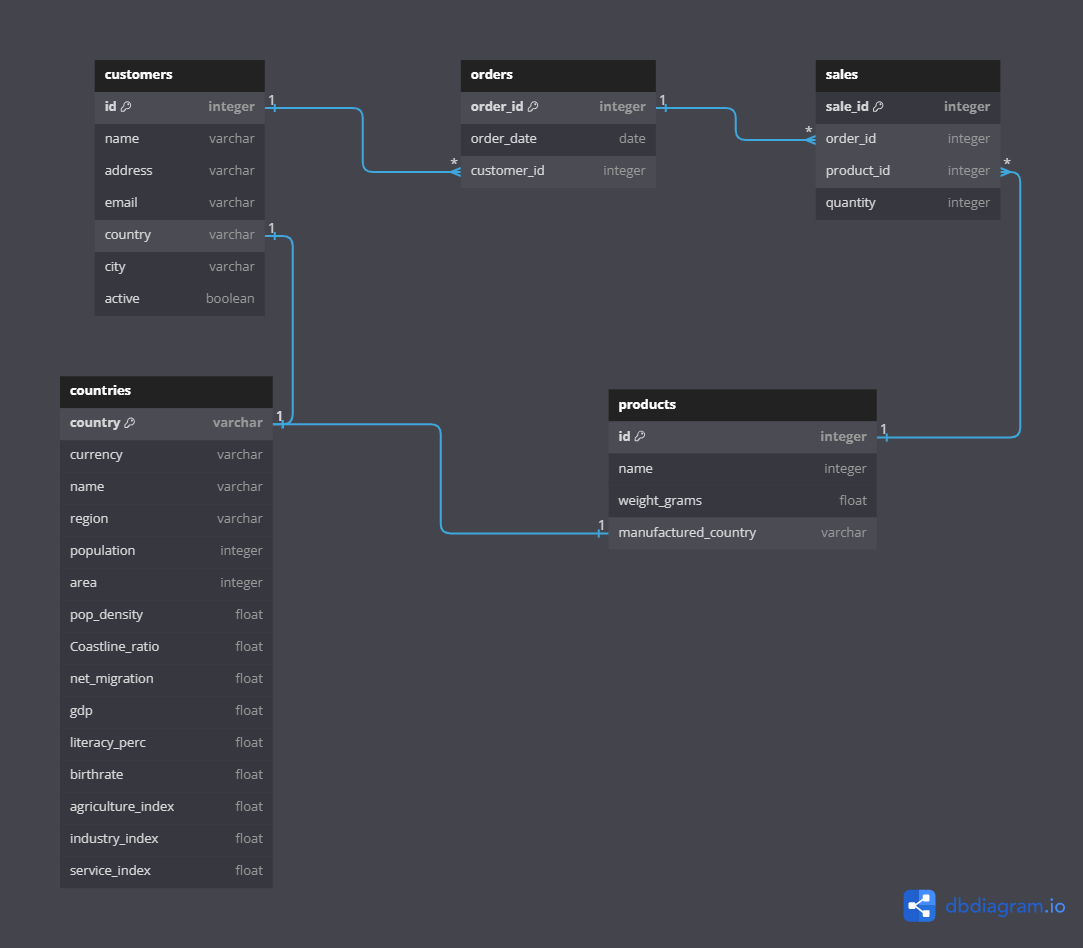 customers
id integer
name varchar
address varchar
email varchar
country varchar
city varchar
active boolean
1
1
orders
order_id integer
order_date date
customer_id integer
*
1
sales
sale_id integer
order_id integer
product_id integer
quantity integer
*
*
countries
country varchar
currency varchar
name varchar
region varchar
population integer
area integer
pop_density float
Coastline_ratio float
net_migration float
gdp float
literacy_perc float
birthrate float
agriculture_index float
industry_index float
service_index float
1
products
id integer
name integer
weight_grams float
manufactured_country varchar
1
1
dbdiagram.io